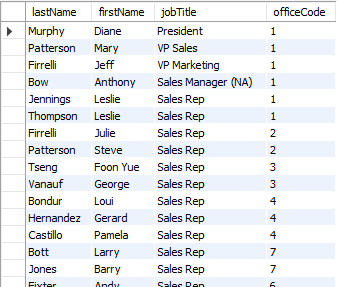 lastName firstName jobTitle officeCode
Murphy Diane President 1
Patterson Mary VP Sales 1
Firrelli Jeff VP Marketing 1
Bow Anthony Sales Manager (NA) 1
Jennings Leslie Sales Rep 1
Thompson Leslie Sales Rep 1
Firrelli Julie Sales Rep 2
Patterson Steve Sales Rep 2
Tseng Foon Yue Sales Rep 3
Vanauf George Sales Rep 3
Bondur Loui Sales Rep 4
Hernandez Gerard Sales Rep 4
Castillo Pamela Sales Rep 4
Bott Larry Sales Rep 7
Jones Barry Sales Rep 7
Fixter Andy Sales Rep 6